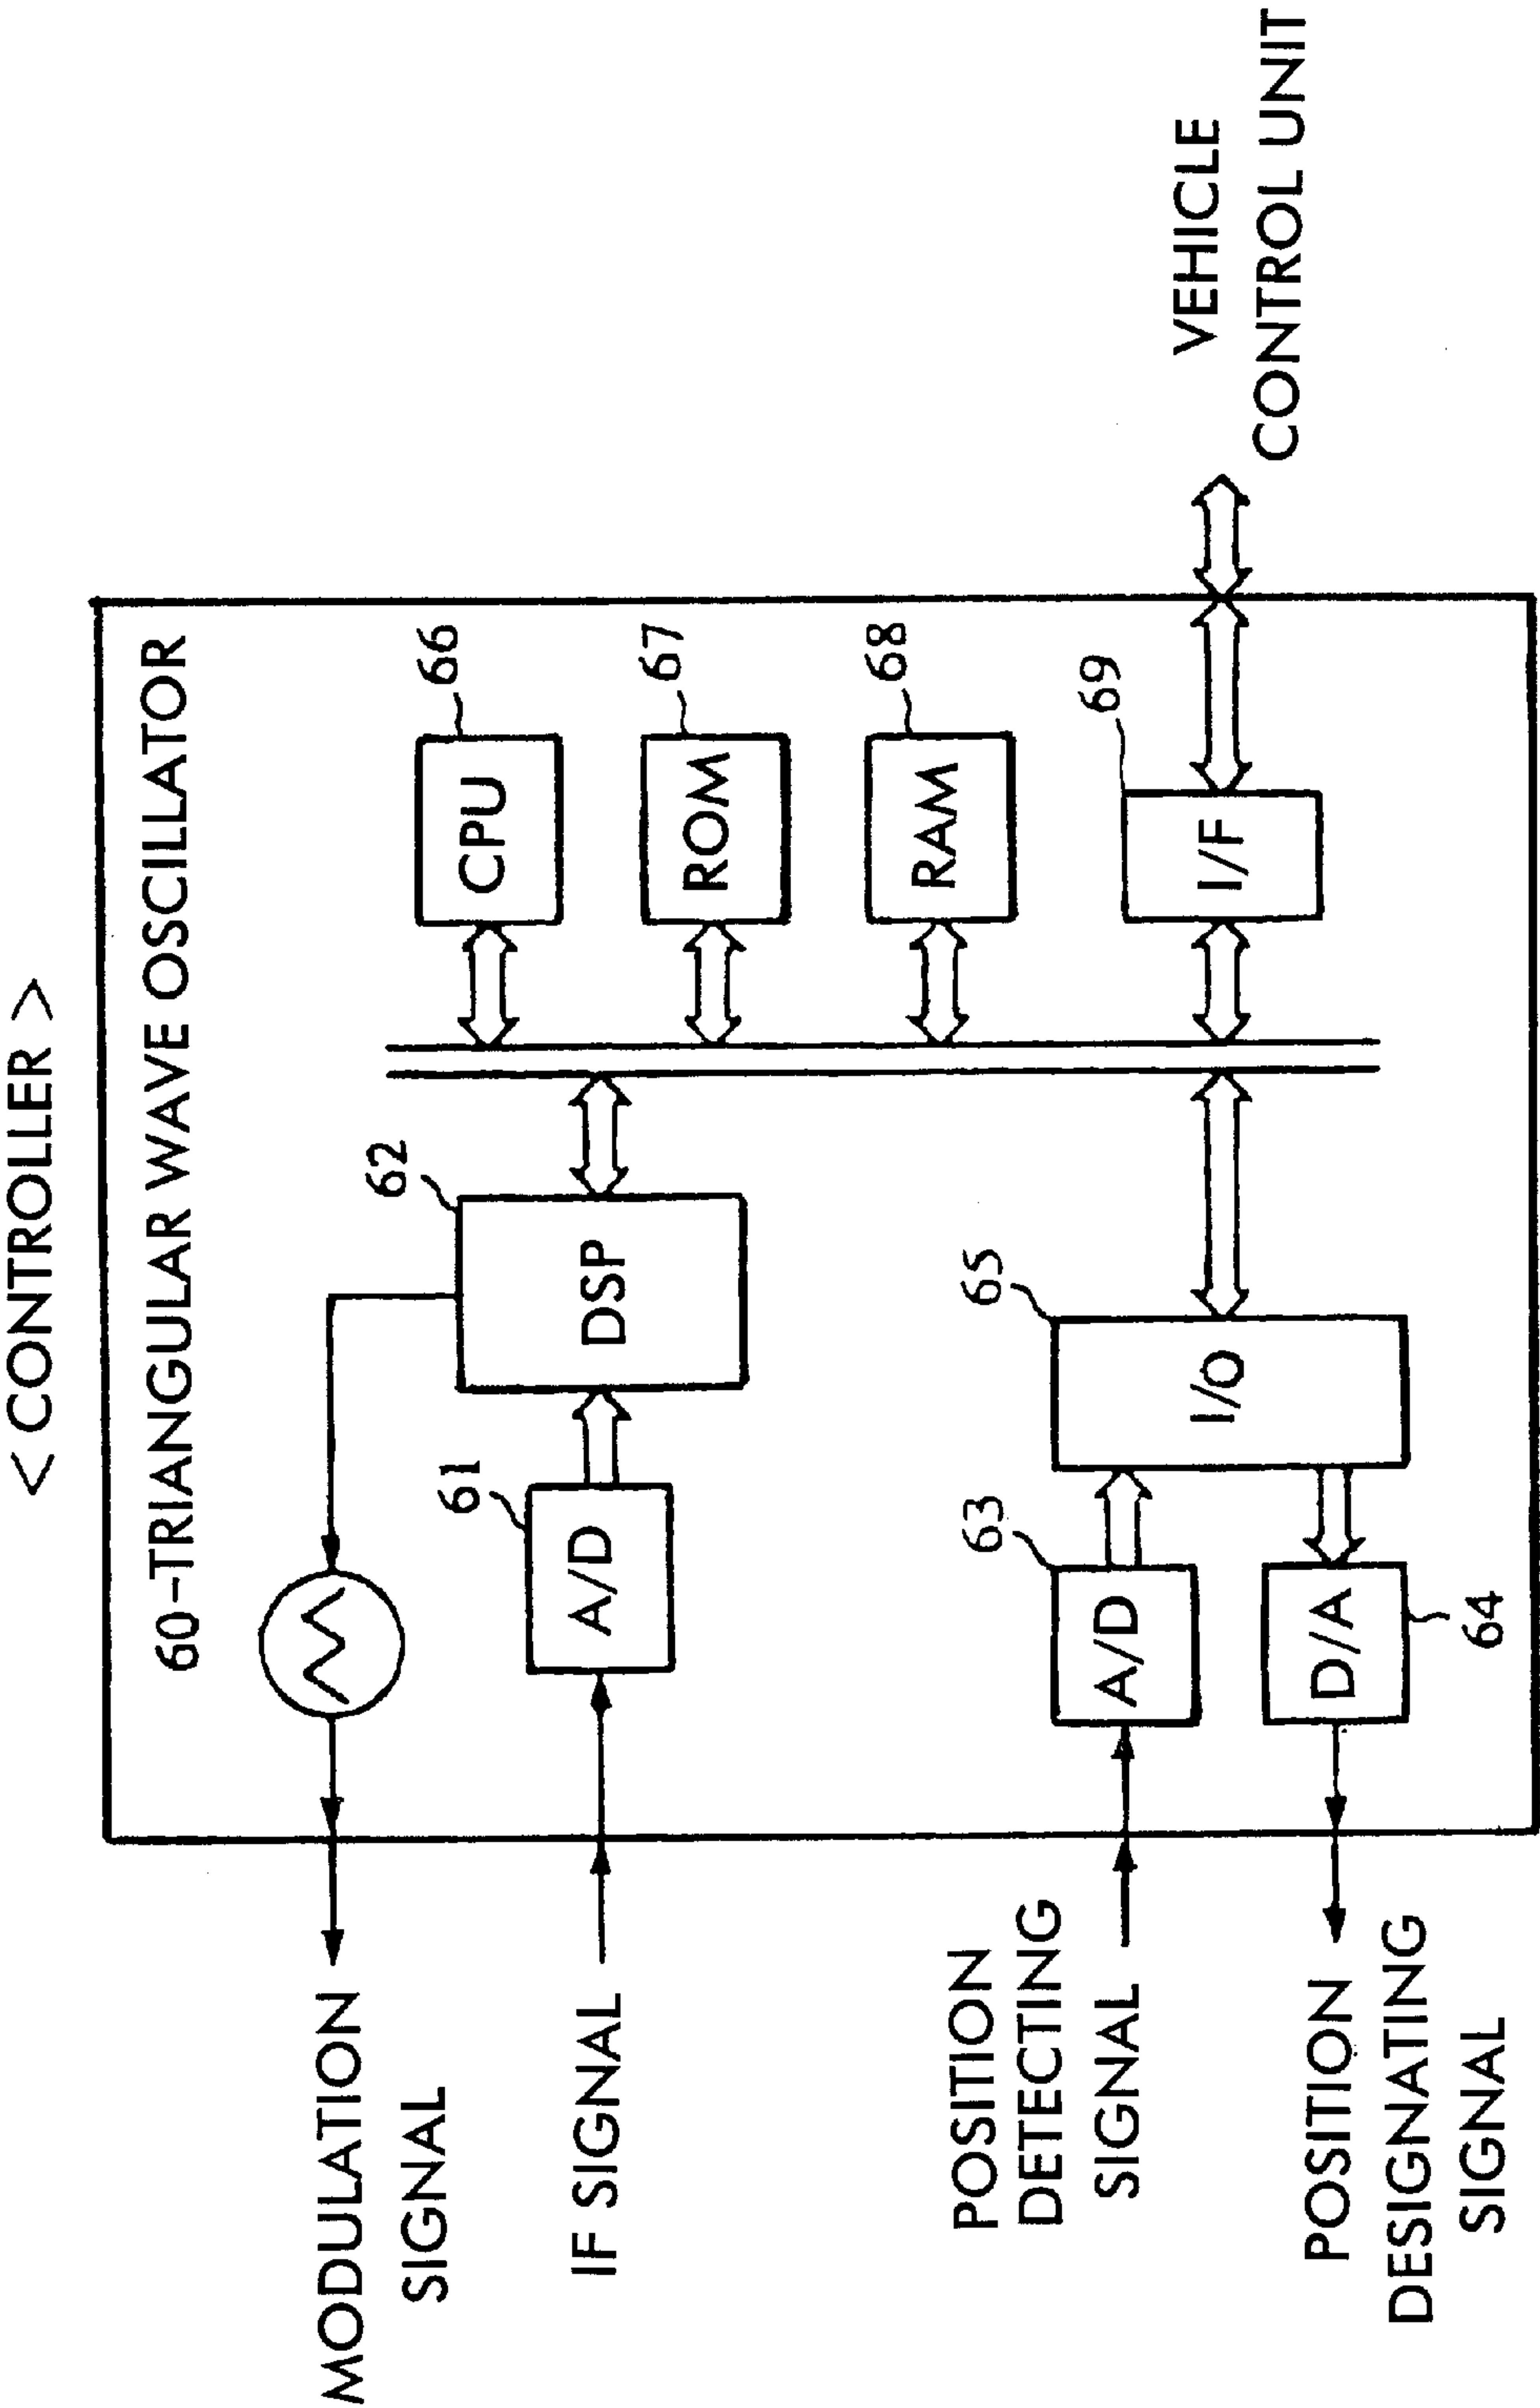 < CONTROLLER >
60-TRIANGULAR WAVE OSCILLATOR
MODULATION
SIGNAL
IF SIGNAL
61
A/D
62
DSP
CPU
66
ROM
67
RAM
68
POSITION
DETECTING
SIGNAL
63
A/D
65
I/O
69
I/F
VEHICLE
CONTROL UNIT
POSITION
DESIGNATING
SIGNAL
D/A
64